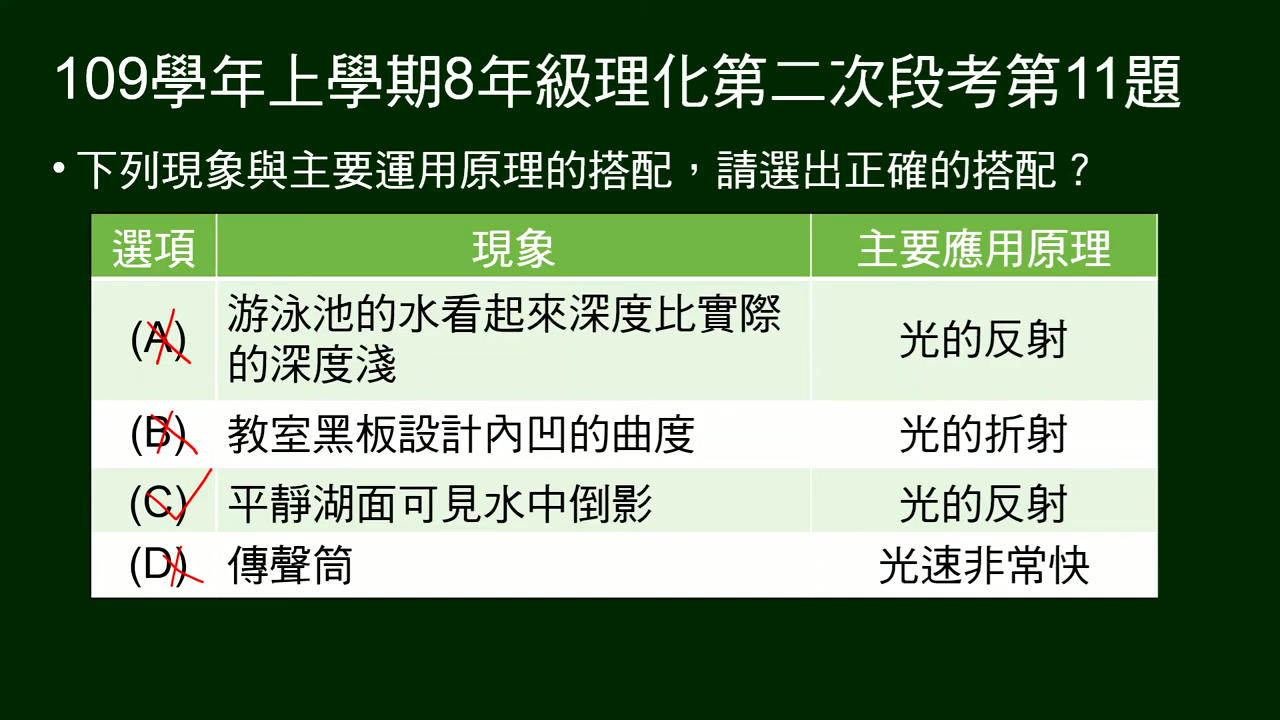 109學年上學期8年級理化第二次段考第11題
• 下列現象與主要運用原理的搭配，請選出正確的搭配？
選項 現象 主要應用原理
(A) 游泳池的水看起來深度比實際的深度淺 光的反射
(B) 教室黑板設計內凹的曲度 光的折射
(C) 平靜湖面可見水中倒影 光的反射
(D) 傳聲筒 光速非常快